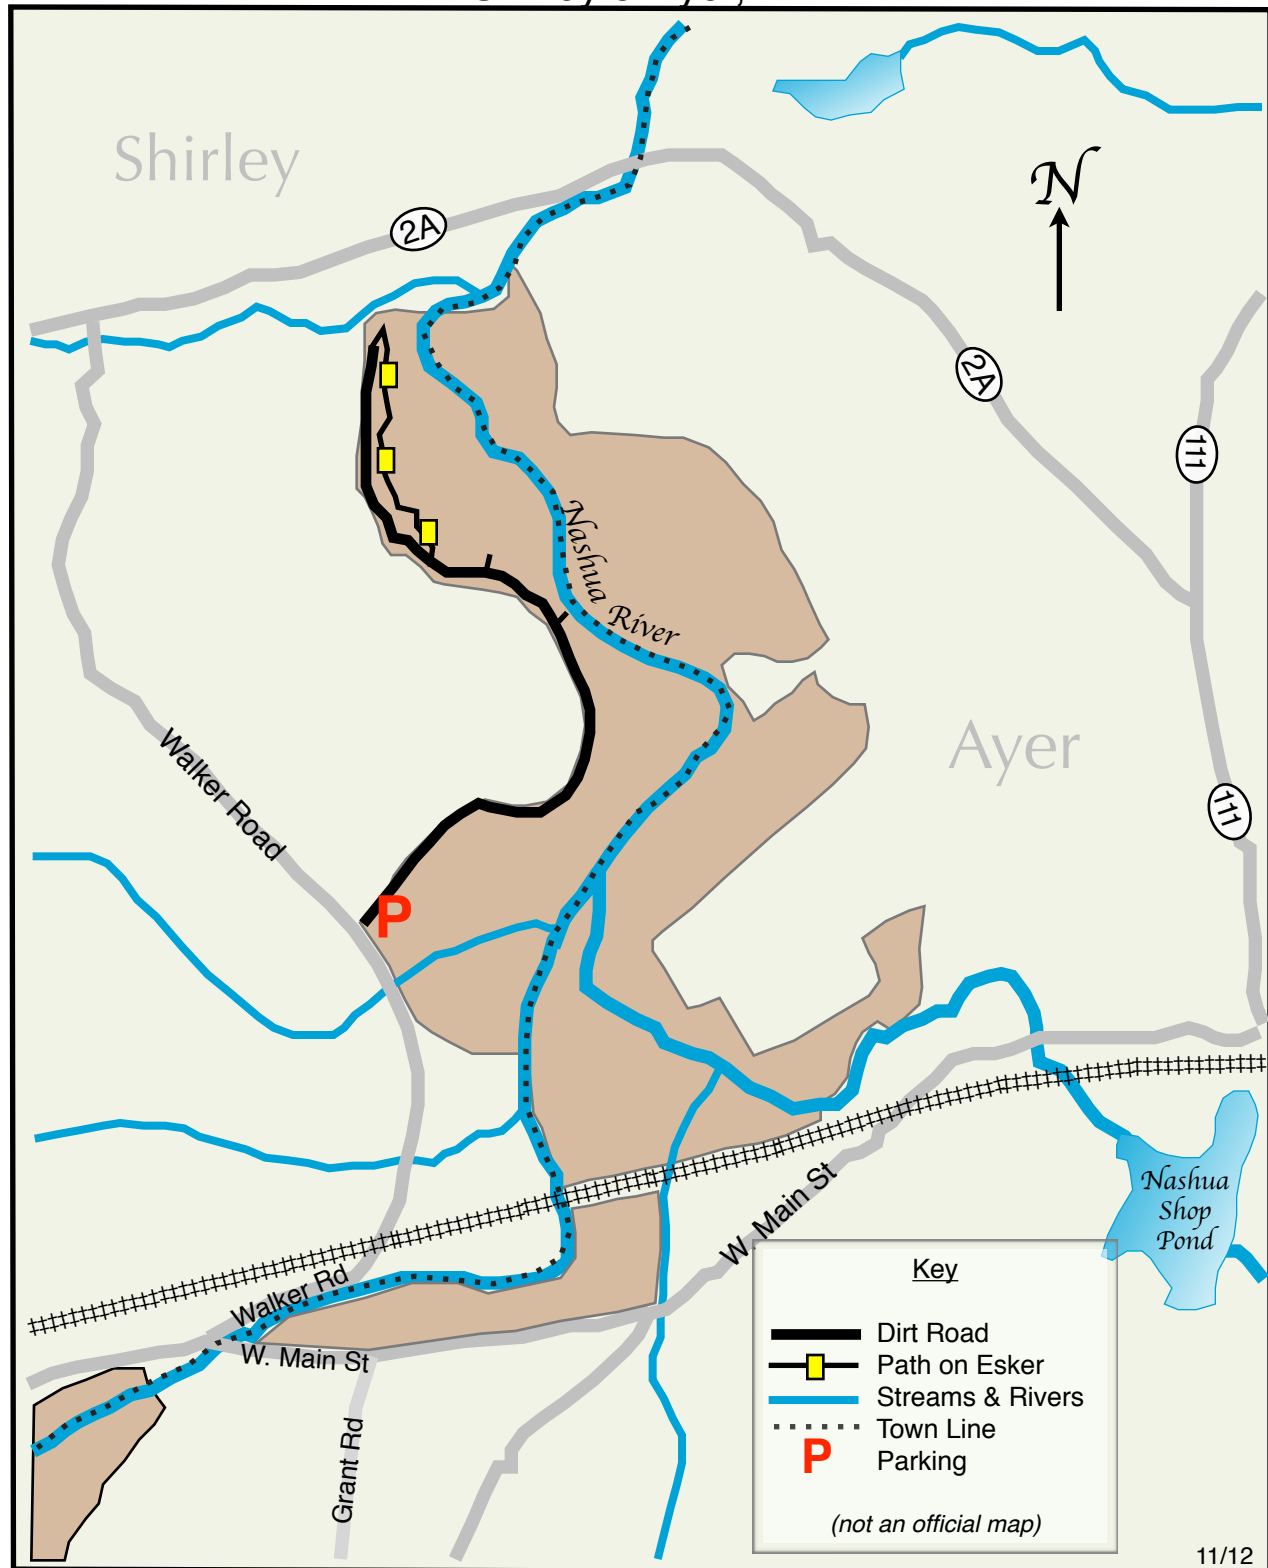 Shirley
N
2A
2A
111
Nashua River
Ayer
Walker Road
111
P
Nashua
Shop
Pond
W. Main St
Walker Rd
W. Main St
Grant Rd
Key
Dirt Road
Path on Esker
Streams & Rivers
Town Line
P Parking
(not an official map)
11/12